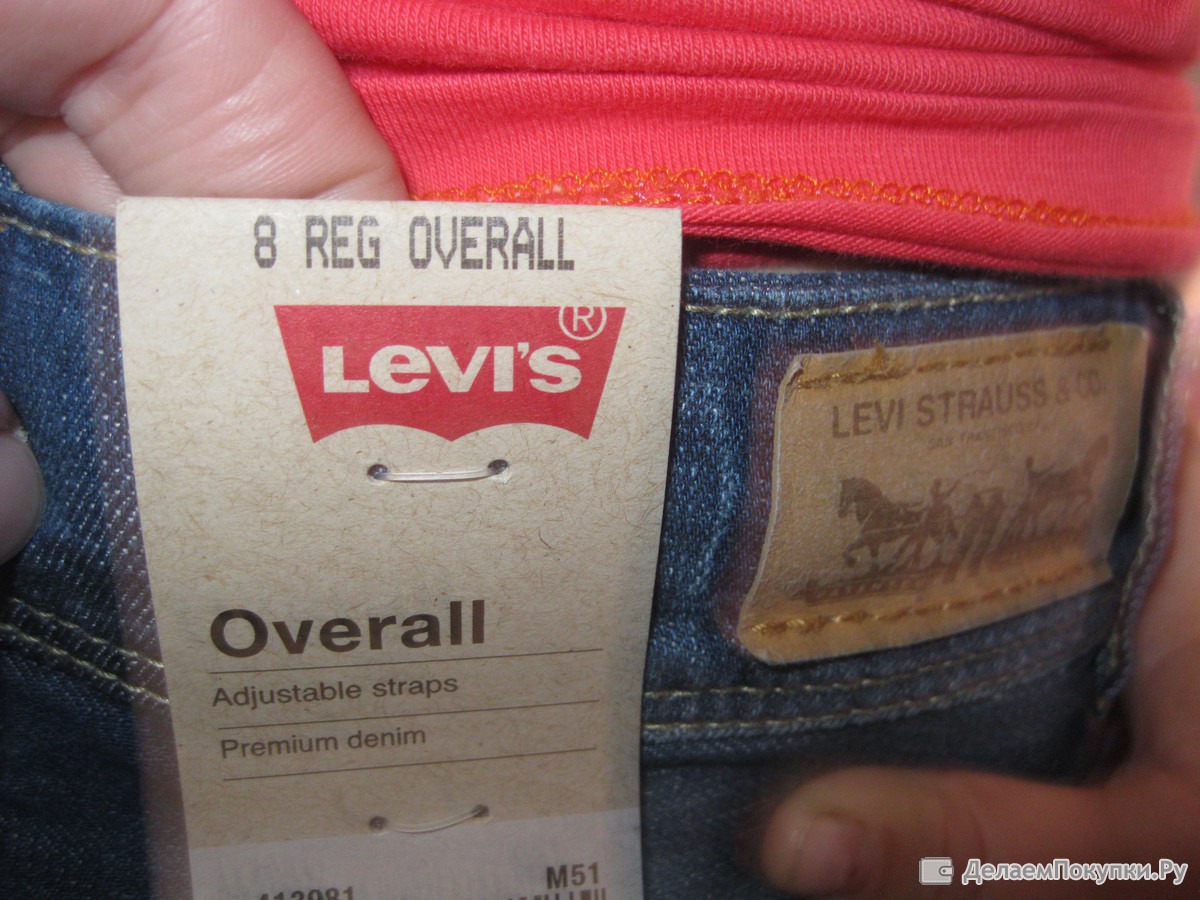 8 REG OVERALL
LEVI'S
®
Overall
Adjustable straps
Premium denim
M51
LEVI STRAUSS & CO.
ДелаемПокупки.Ру